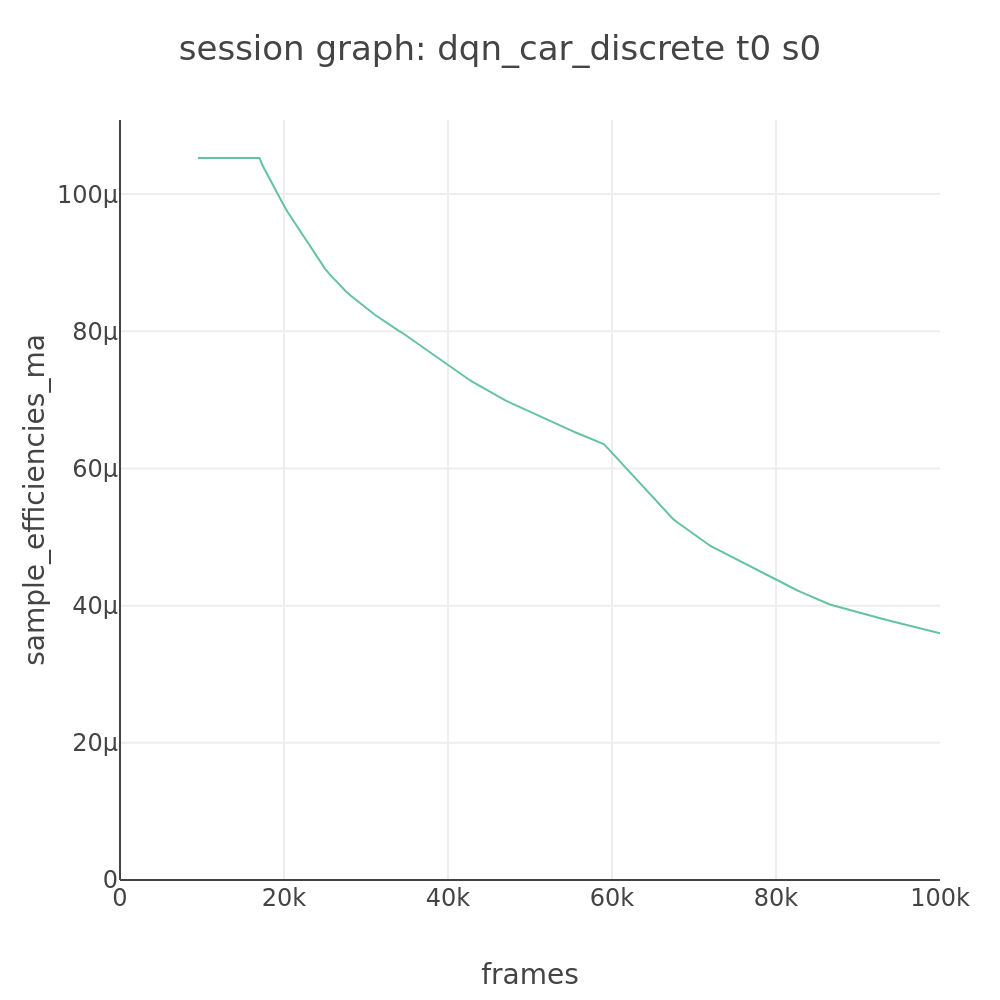 session graph: dqn_car_discrete t0 s0
sample_efficiencies_ma
100μ
80μ
60μ
40μ
20μ
0
0 20k 40k 60k 80k 100k
frames